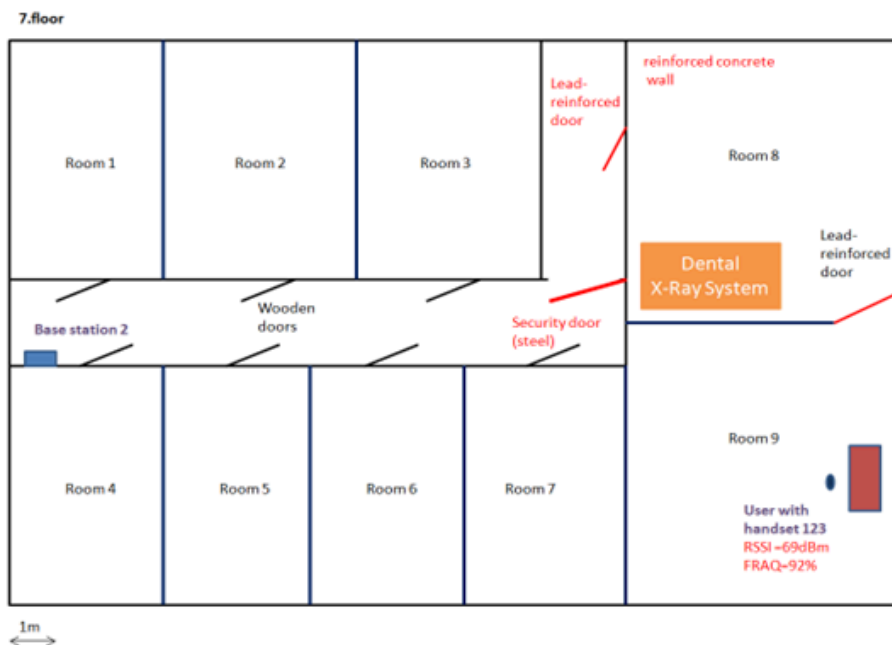 7.floor
reinforced concrete
wall
Lead-
reinforced
door
Room 1
Room 2
Room 3
Room 8
Lead-
reinforced
door
Dental
X-Ray System
Wooden
doors
Base station 2
Security door
(steel)
Room 9
Room 4
Room 5
Room 6
Room 7
User with
handset 123
RSSI =69dBm
FRAQ=92%
1m